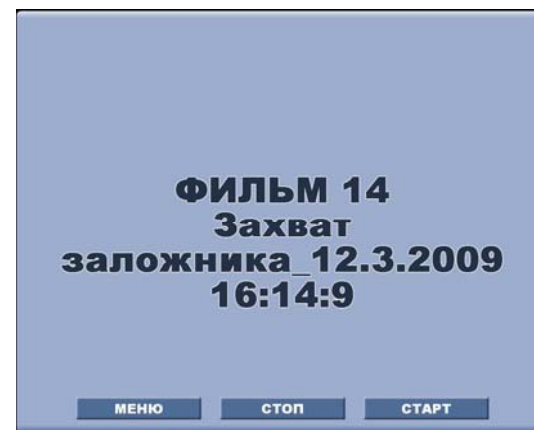 ФИЛЬМ 14
Захват
заложника_12.3.2009
16:14:9
МЕНЮ СТОП СТАРТ